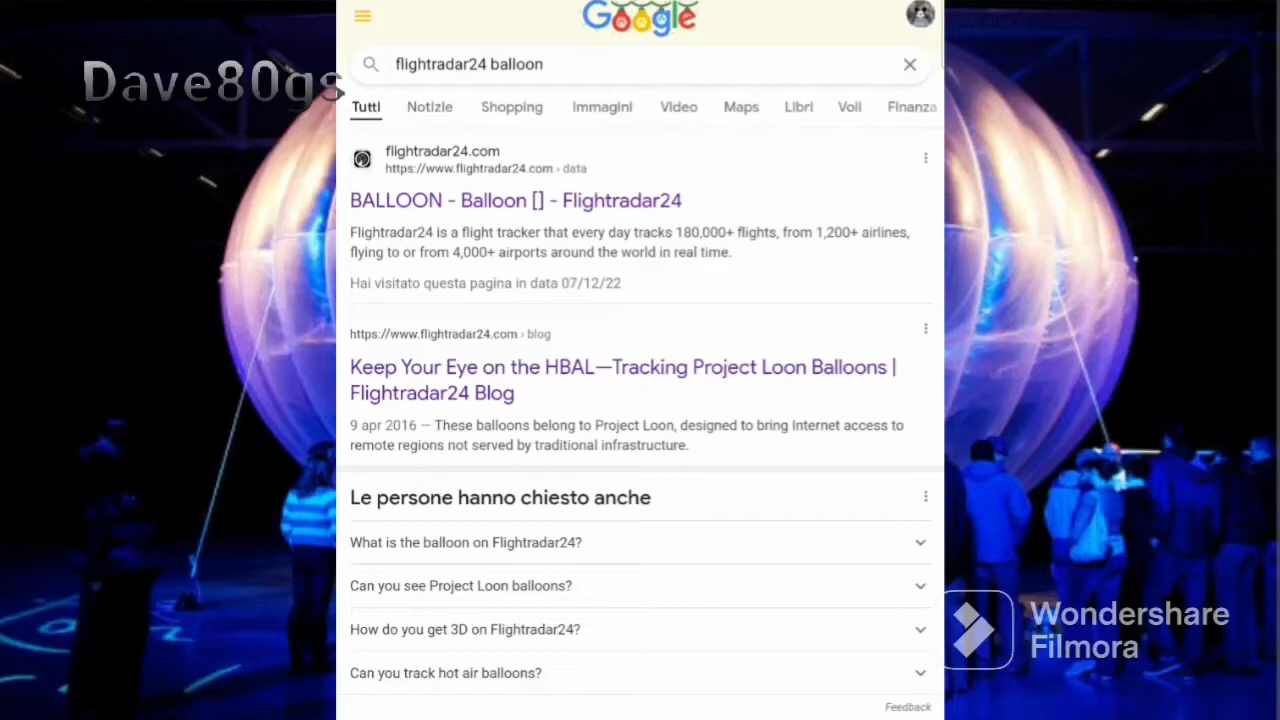 Dave80gs
Google
flightradar24 balloon
Tutti Notizie Shopping Immagini Video Maps Libri Voli Finanza
flightradar24.com
https://www.flightradar24.com › data
BALLOON - Balloon [] - Flightradar24
Flightradar24 is a flight tracker that every day tracks 180,000+ flights, from 1,200+ airlines,
flying to or from 4,000+ airports around the world in real time.
Hai visitato questa pagina in data 07/12/22
https://www.flightradar24.com › blog
Keep Your Eye on the HBAL—Tracking Project Loon Balloons |
Flightradar24 Blog
9 apr 2016 — These balloons belong to Project Loon, designed to bring Internet access to
remote regions not served by traditional infrastructure.
Le persone hanno chiesto anche
What is the balloon on Flightradar24?
Can you see Project Loon balloons?
How do you get 3D on Flightradar24?
Can you track hot air balloons?
Feedback
Wondershare
Filmora